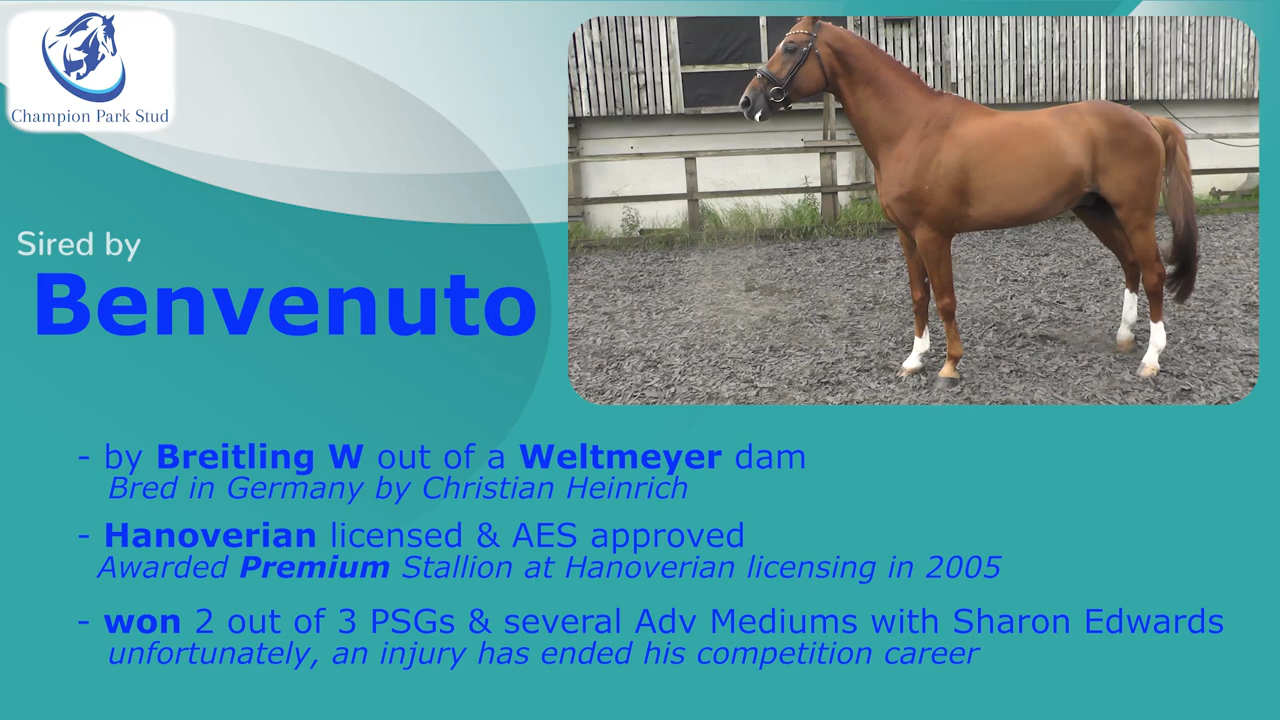 Champion Park Stud
Sired by
Benvenuto
- by Breitling W out of a Weltmeyer dam
Bred in Germany by Christian Heinrich
- Hanoverian licensed & AES approved
Awarded Premium Stallion at Hanoverian licensing in 2005
- won 2 out of 3 PSGs & several Adv Mediums with Sharon Edwards
unfortunately, an injury has ended his competition career